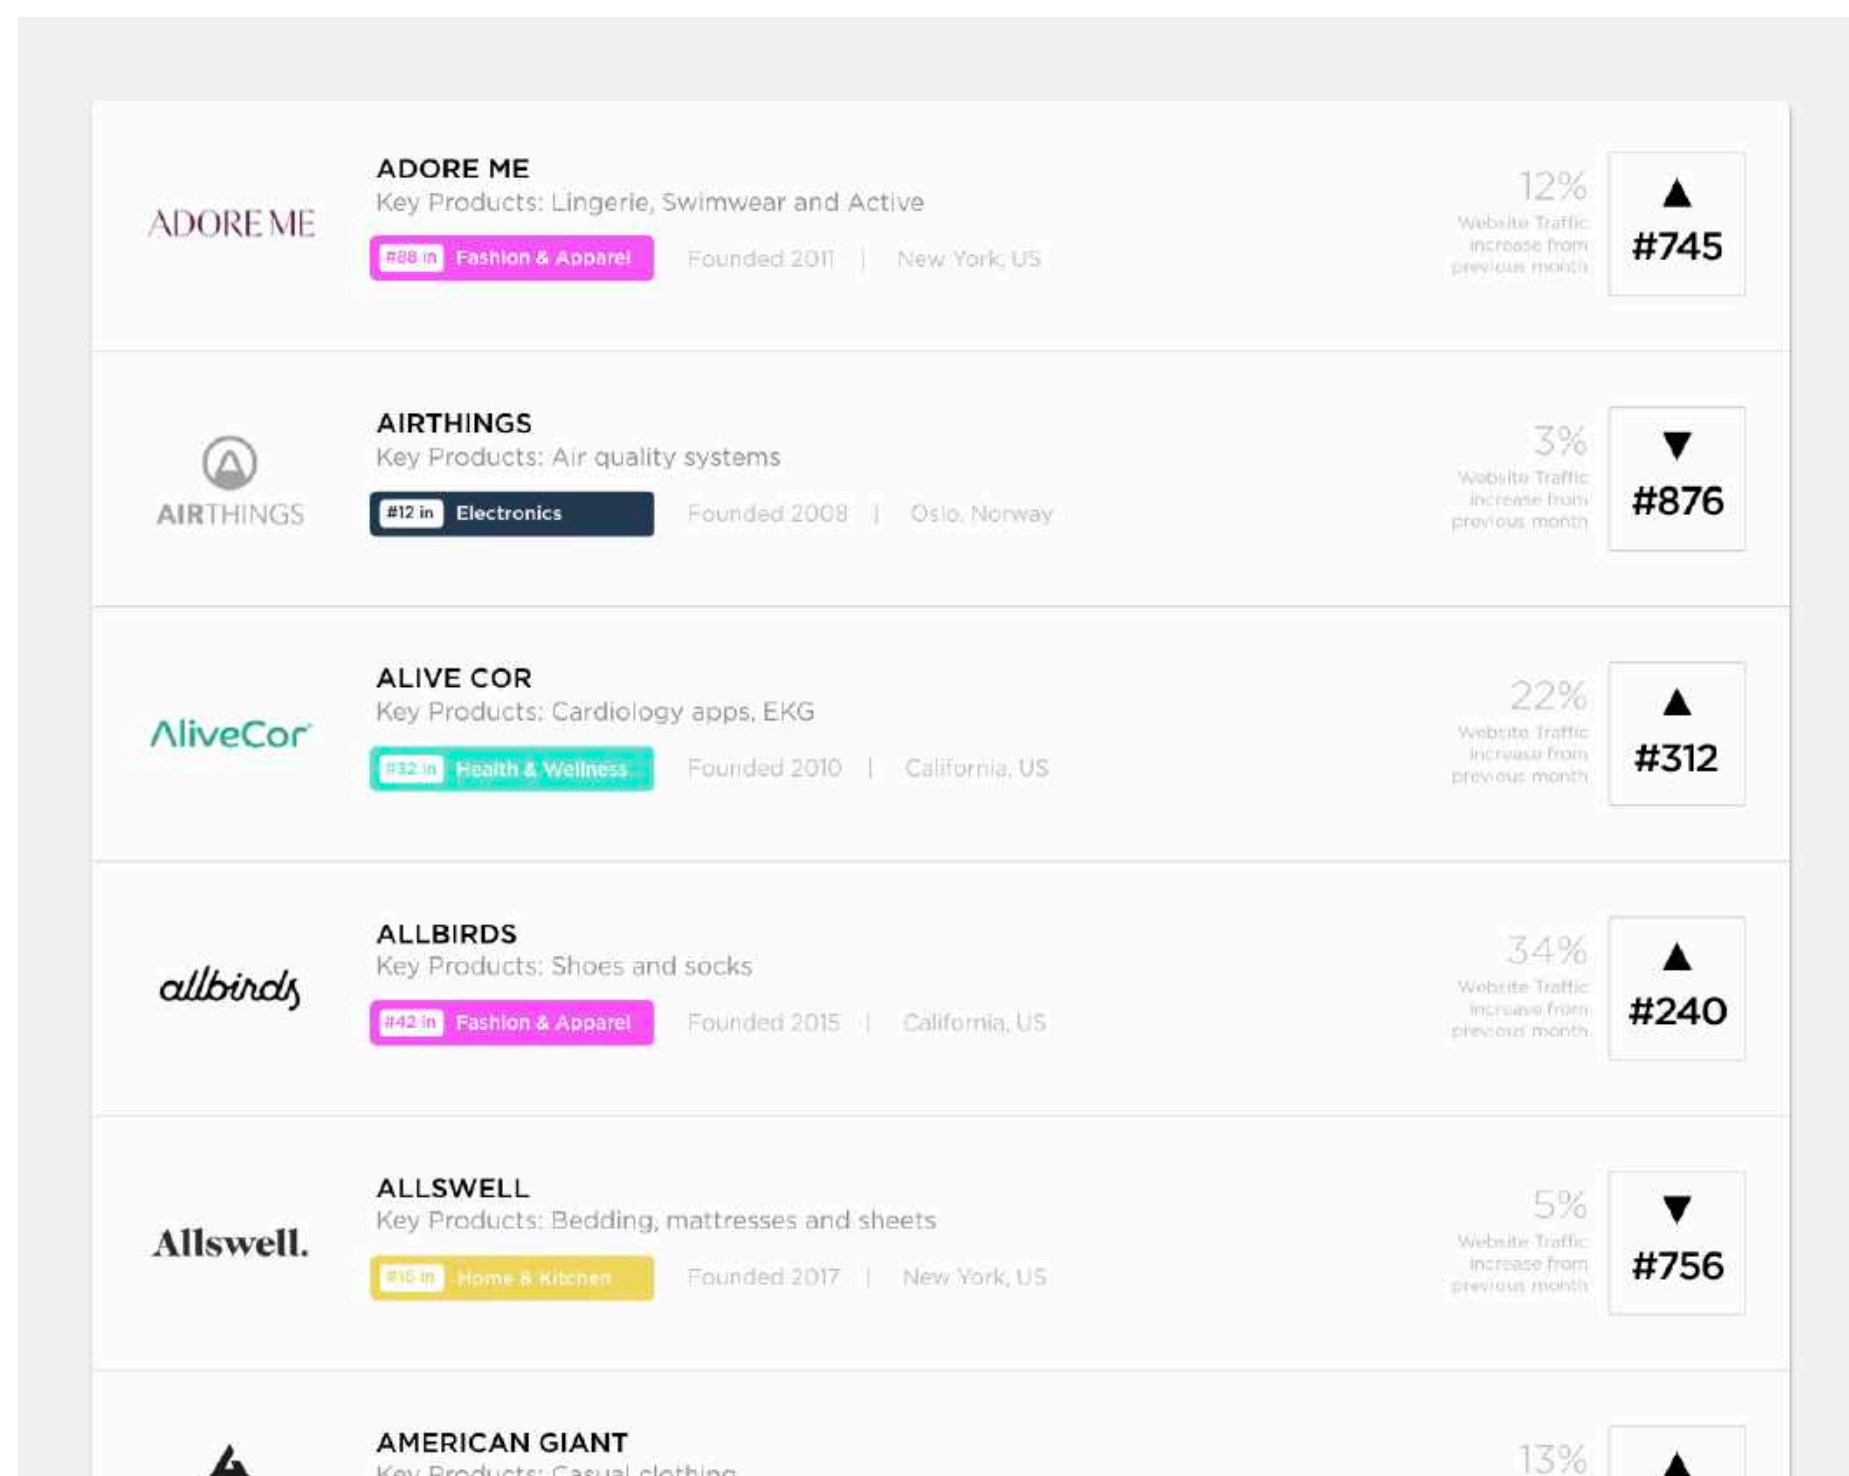 ADORE ME
ADORE ME
Key Products: Lingerie, Swimwear and Active
#88 in Fashion & Apparel Founded 2011 | New York, US
12%
Website Traffic
increase from
previous month
▲
#745
AIRTHINGS
AIRTHINGS
Key Products: Air quality systems
#12 in Electronics Founded 2008 | Oslo, Norway
3%
Website Traffic
increase from
previous month
▼
#876
AliveCor
ALIVE COR
Key Products: Cardiology apps, EKG
#32 in Health & Wellness Founded 2010 | California, US
22%
Website Traffic
increase from
previous month
▲
#312
allbirds
ALLBIRDS
Key Products: Shoes and socks
#42 in Fashion & Apparel Founded 2015 | California, US
34%
Website Traffic
increase from
previous month
▲
#240
Allswell.
ALLSWELL
Key Products: Bedding, mattresses and sheets
#15 in Home & Kitchen Founded 2017 | New York, US
5%
Website Traffic
increase from
previous month
▼
#756
AMERICAN GIANT
Key Products: Casual clothing
13%
▲